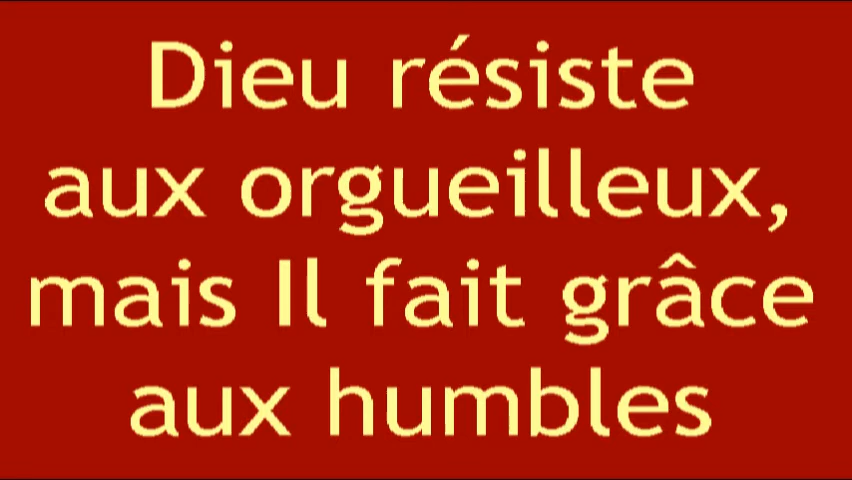 Dieu résiste
aux orgueilleux,
mais Il fait grâce
aux humbles